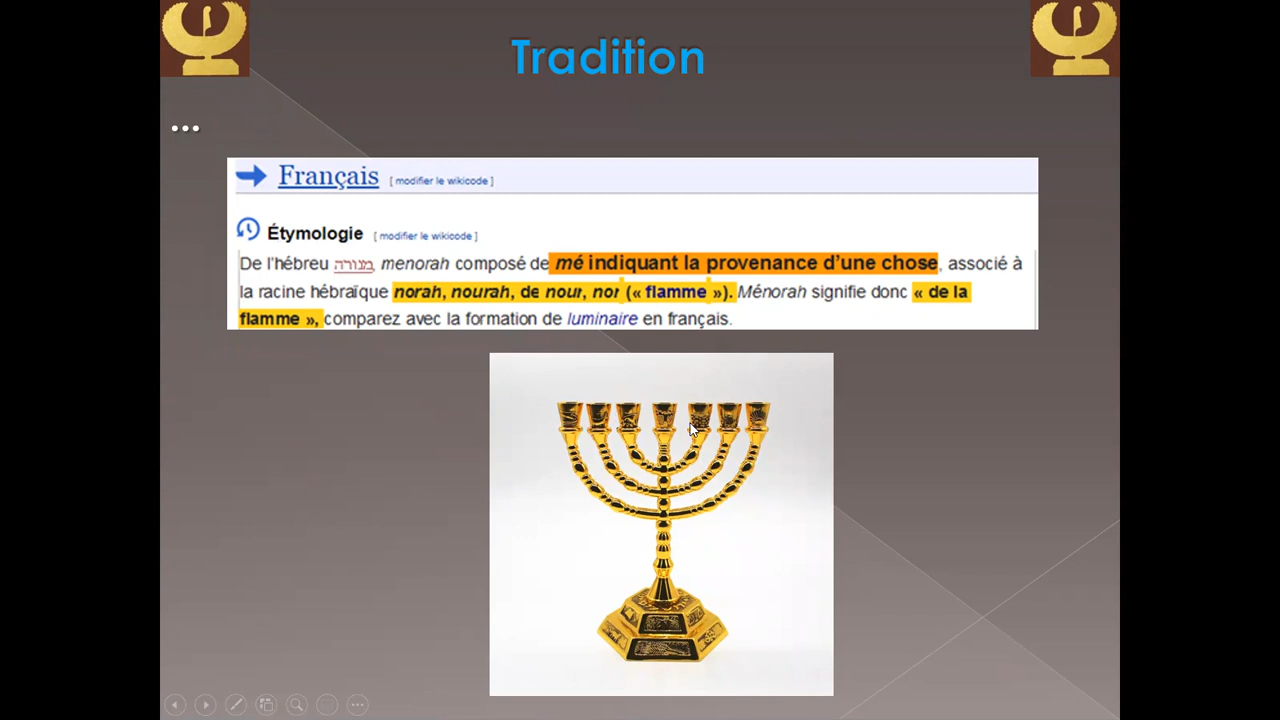 Tradition
...
Français [ modifier le wikicode ]
Étymologie [ modifier le wikicode ]
De l’hébreu מנורה, menorah composé de mé indiquant la provenance d’une chose, associé à
la racine hébraïque norah, nourah, de nour, nor (« flamme »). Ménorah signifie donc « de la
flamme », comparez avec la formation de luminaire en français.